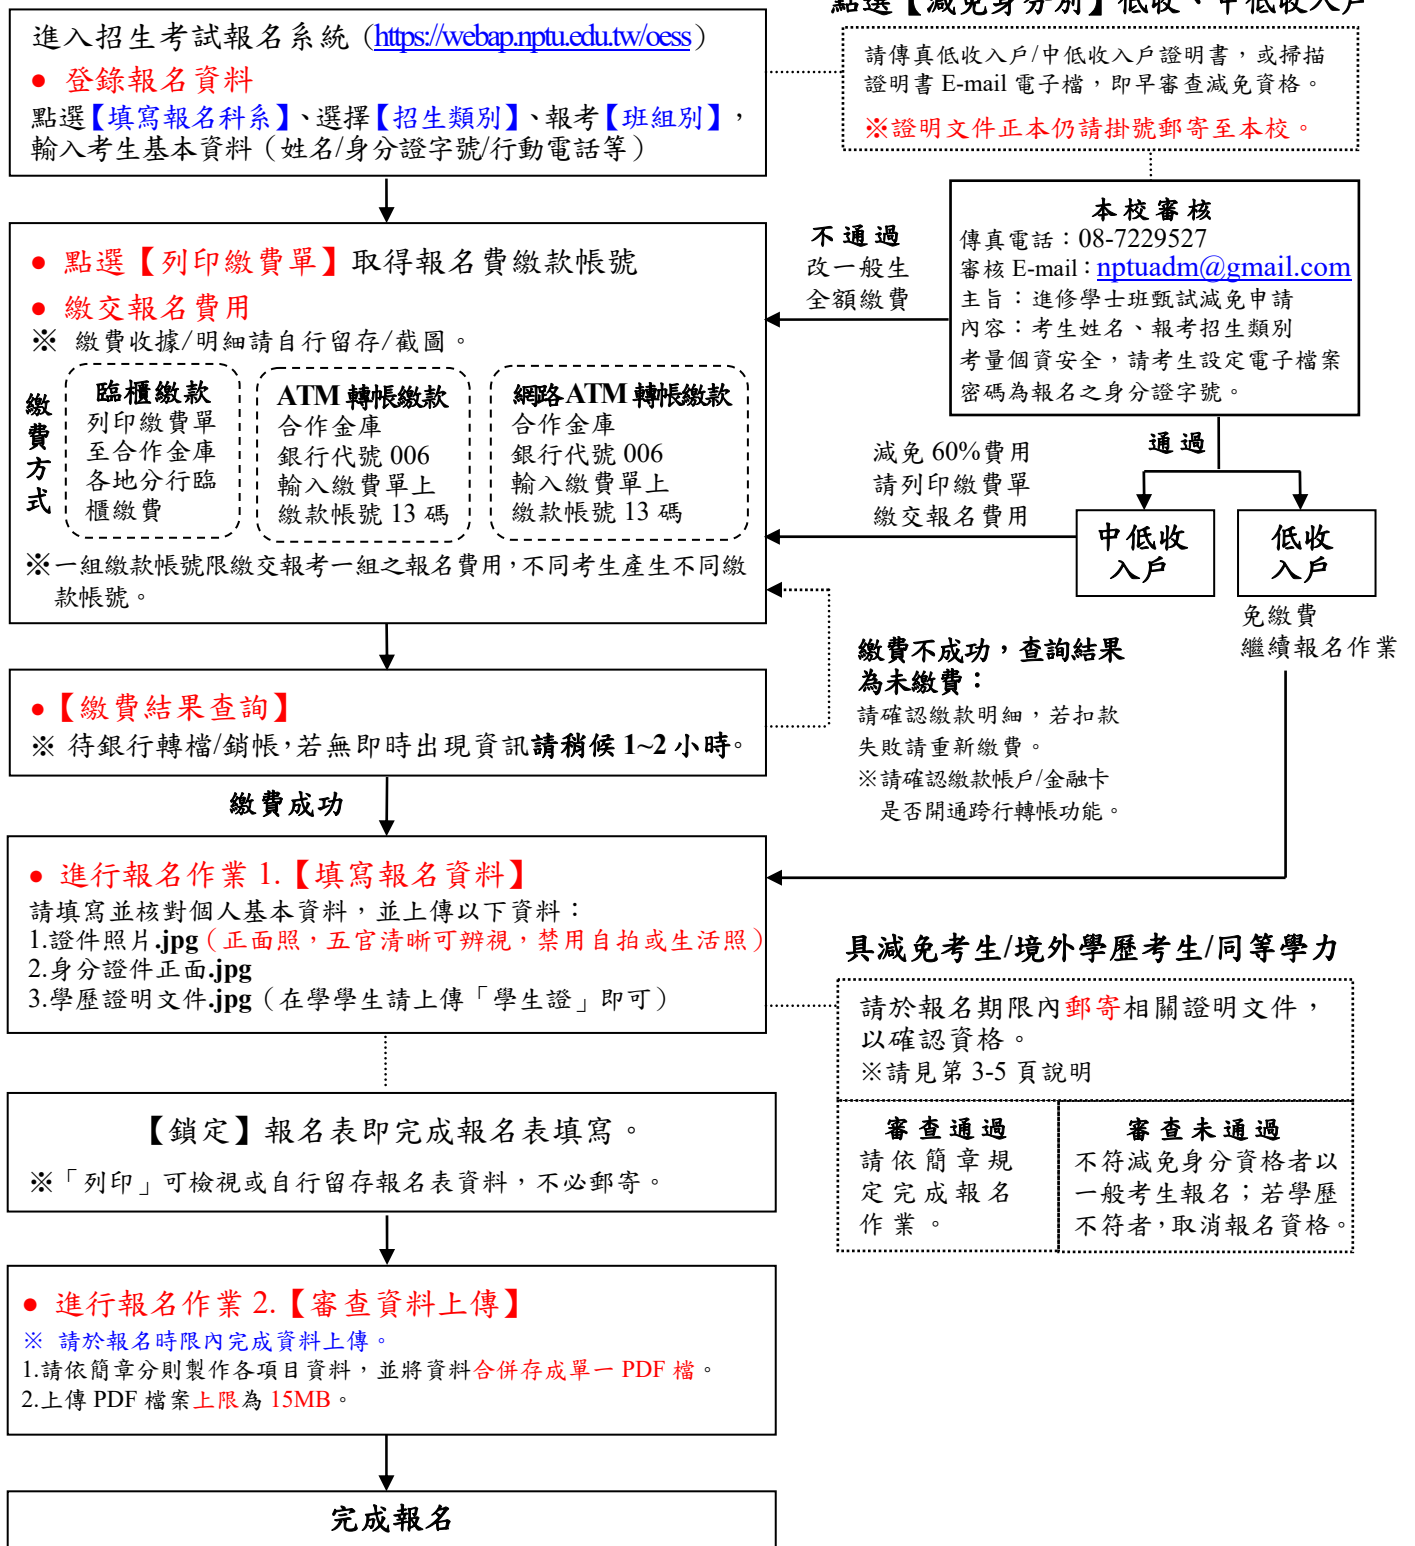 點選【減免身分別】低收、中低收入戶
進入招生考試報名系統 (https://webap.nptu.edu.tw/oess)
● 登錄報名資料
點選【填寫報名科系】、選擇【招生類別】、報考【班組別】，
輸入考生基本資料（姓名/身分證字號/行動電話等）
請傳真低收入戶/中低收入戶證明書，或掃描
證明書 E-mail 電子檔，即早審查減免資格。
※證明文件正本仍請掛號郵寄至本校。
本校審核
傳真電話：08-7229527
審核 E-mail：nptuadm@gmail.com
主旨：進修學士班甄試減免申請
內容：考生姓名、報考招生類別
考量個資安全，請考生設定電子檔案
密碼為報名之身分證字號。
不通過
改一般生
全額繳費
● 點選【列印繳費單】取得報名費繳款帳號
● 繳交報名費用
※ 繳費收據/明細請自行留存/截圖。
繳費方式
臨櫃繳款
列印繳費單
至合作金庫
各地分行臨
櫃繳費
ATM 轉帳繳款
合作金庫
銀行代號 006
輸入繳費單上
繳款帳號 13 碼
網路 ATM 轉帳繳款
合作金庫
銀行代號 006
輸入繳費單上
繳款帳號 13 碼
※一組繳款帳號限繳交報考一組之報名費用，不同考生產生不同繳
款帳號。
通過
減免 60%費用
請列印繳費單
繳交報名費用
中低收
入戶
低收
入戶
免繳費
繼續報名作業
●【繳費結果查詢】
※ 待銀行轉檔/銷帳，若無即時出現資訊請稍候 1~2 小時。
繳費不成功，查詢結果
為未繳費：
請確認繳款明細，若扣款
失敗請重新繳費。
※請確認繳款帳戶/金融卡
是否開通跨行轉帳功能。
繳費成功
● 進行報名作業 1.【填寫報名資料】
請填寫並核對個人基本資料，並上傳以下資料：
1.證件照片.jpg（正面照，五官清晰可辨視，禁用自拍或生活照）
2.身分證件正面.jpg
3.學歷證明文件.jpg（在學學生請上傳「學生證」即可）
具減免考生/境外學歷考生/同等學力
請於報名期限內郵寄相關證明文件，
以確認資格。
※請見第 3-5 頁說明
審查通過
請依簡章規
定完成報名
作業。
審查未通過
不符減免身分資格者以
一般考生報名；若學歷
不符者，取消報名資格。
【鎖定】報名表即完成報名表填寫。
※「列印」可檢視或自行留存報名表資料，不必郵寄。
● 進行報名作業 2.【審查資料上傳】
※ 請於報名時限內完成資料上傳。
1.請依簡章分則製作各項目資料，並將資料合併存成單一 PDF 檔。
2.上傳 PDF 檔案上限為 15MB。
完成報名